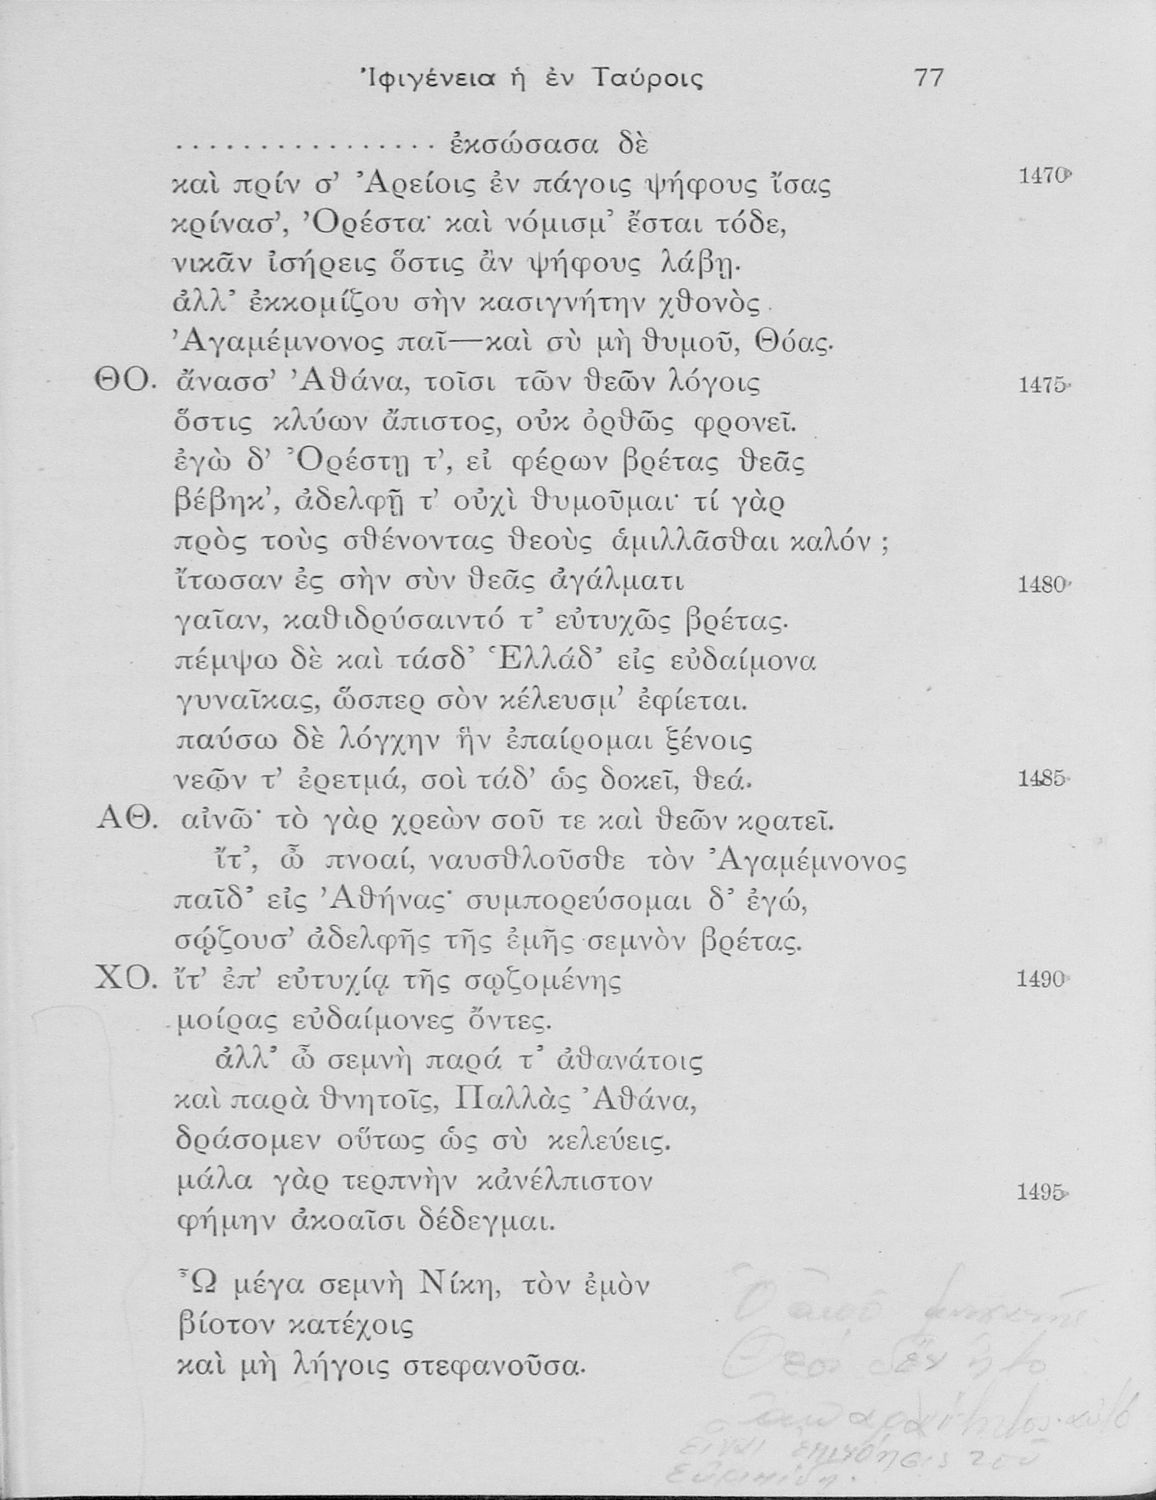 Ἰφιγένεια ἡ ἐν Ταύροις 77
················ ἐκσώσασα δὲ
καὶ πρίν σ’ Ἀρείοις ἐν πάγοις ψήφους ἴσας 1470
κρίνασ’, Ὀρέστα· καὶ νόμισμ’ ἔσται τόδε,
νικᾶν ἰσήρεις ὅστις ἂν ψήφους λάβῃ.
ἀλλ’ ἐκκομίζου σὴν κασιγνήτην χθονὸς
Ἀγαμέμνονος παῖ—καὶ σὺ μὴ θυμοῦ, Θόας.
ΘΟ. ἄνασσ’ Ἀθάνα, τοῖσι τῶν θεῶν λόγοις 1475
ὅστις κλύων ἄπιστος, οὐκ ὀρθῶς φρονεῖ.
ἐγὼ δ’ Ὀρέστῃ τ’, εἰ φέρων βρέτας θεᾶς
βέβηκ’, ἀδελφῇ τ’ οὐχὶ θυμοῦμαι· τί γὰρ
πρὸς τοὺς σθένοντας θεοὺς ἁμιλλᾶσθαι καλόν ;
ἴτωσαν ἐς σὴν σὺν θεᾶς ἀγάλματι 1480
γαῖαν, καθιδρύσαιντό τ’ εὐτυχῶς βρέτας.
πέμψω δὲ καὶ τάσδ’ Ἑλλάδ’ εἰς εὐδαίμονα
γυναῖκας, ὥσπερ σὸν κέλευσμ’ ἐφίεται.
παύσω δὲ λόγχην ἣν ἐπαίρομαι ξένοις
νεῶν τ’ ἐρετμά, σοὶ τάδ’ ὡς δοκεῖ, θεά. 1485
ΑΘ. αἰνῶ· τὸ γὰρ χρεὼν σοῦ τε καὶ θεῶν κρατεῖ.
ἴτ’, ὦ πνοαί, ναυσθλοῦσθε τὸν Ἀγαμέμνονος
παῖδ’ εἰς Ἀθήνας· συμπορεύσομαι δ’ ἐγώ,
σῴζουσ’ ἀδελφῆς τῆς ἐμῆς σεμνὸν βρέτας.
ΧΟ. ἴτ’ ἐπ’ εὐτυχίᾳ τῆς σῳζομένης 1490
μοίρας εὐδαίμονες ὄντες.
ἀλλ’ ὦ σεμνὴ παρά τ’ ἀθανάτοις
καὶ παρὰ θνητοῖς, Παλλὰς Ἀθάνα,
δράσομεν οὕτως ὡς σὺ κελεύεις.
μάλα γὰρ τερπνὴν κἀνέλπιστον 1495
φήμην ἀκοαῖσι δέδεγμαι.
Ὦ μέγα σεμνὴ Νίκη, τὸν ἐμὸν
βίοτον κατέχοις
καὶ μὴ λήγοις στεφανοῦσα.
Ὁ ἀπὸ μηχανῆς
Θεὸς δὲν ἦτο